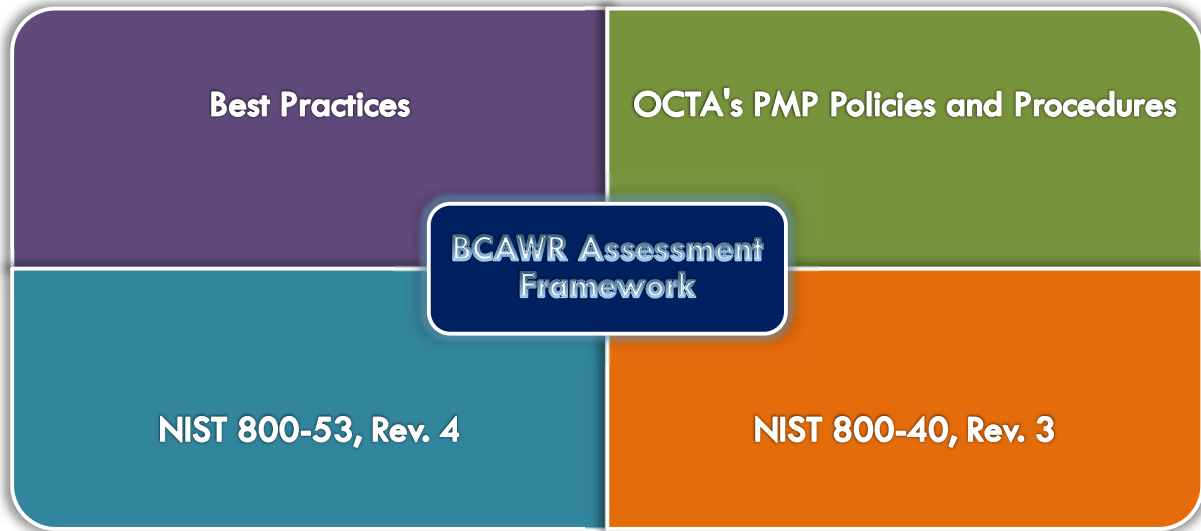 Best Practices
OCTA's PMP Policies and Procedures
BCAWR Assessment
Framework
NIST 800-53, Rev. 4
NIST 800-40, Rev. 3